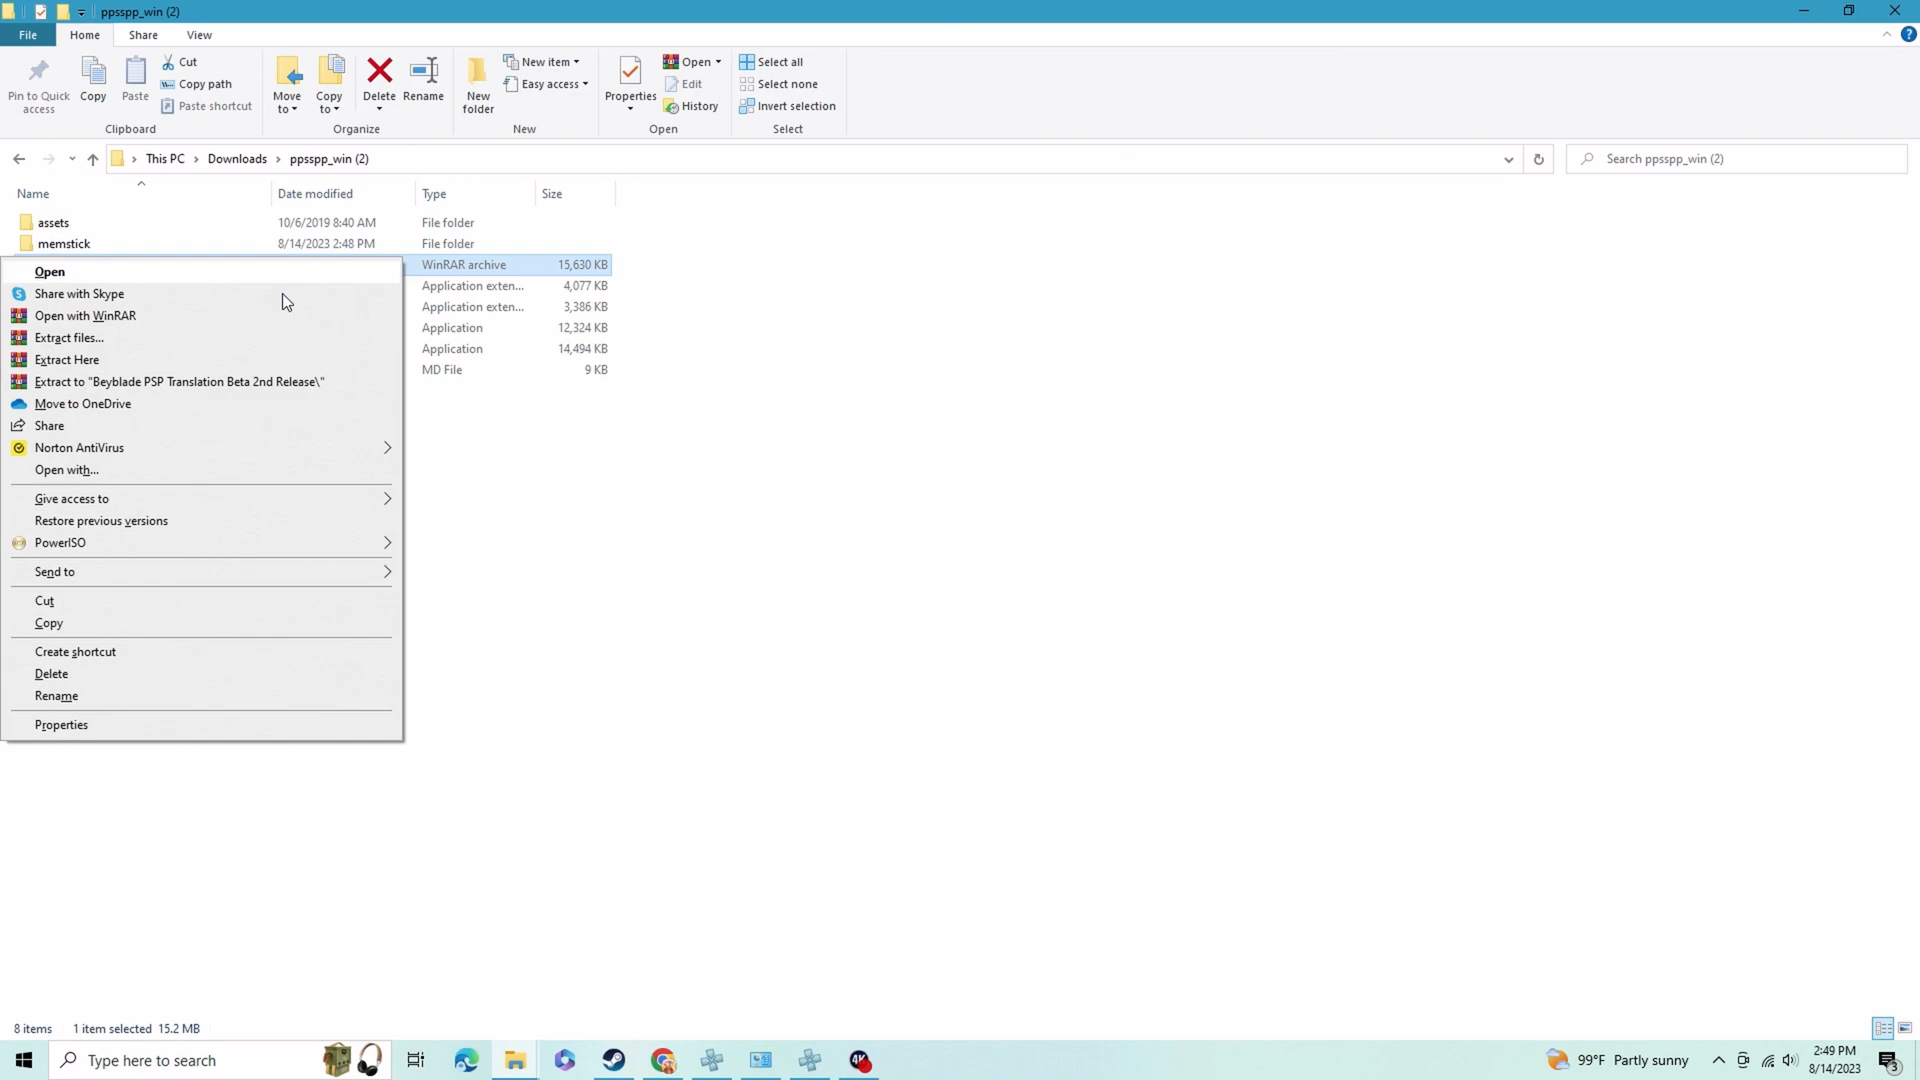 ppsspp_win (2)
File Home Share View
Pin to Quick access
Copy
Paste
Cut
Copy path
Paste shortcut
Clipboard
Move to
Copy to
Delete
Rename
Organize
New folder
New item
Easy access
New
Properties
Open
Edit
History
Open
Select all
Select none
Invert selection
Select
This PC Downloads ppsspp_win (2)
Search ppsspp_win (2)
Name Date modified Type Size
assets 10/6/2019 8:40 AM File folder
memstick 8/14/2023 2:48 PM File folder
WinRAR archive 15,630 KB
Application exten... 4,077 KB
Application exten... 3,386 KB
Application 12,324 KB
Application 14,494 KB
MD File 9 KB
Open
Share with Skype
Open with WinRAR
Extract files...
Extract Here
Extract to "Beyblade PSP Translation Beta 2nd Release\"
Move to OneDrive
Share
Norton AntiVirus
Open with...
Give access to
Restore previous versions
PowerISO
Send to
Cut
Copy
Create shortcut
Delete
Rename
Properties
8 items 1 item selected 15.2 MB
Type here to search
4K
99°F Partly sunny
2:49 PM
8/14/2023
3